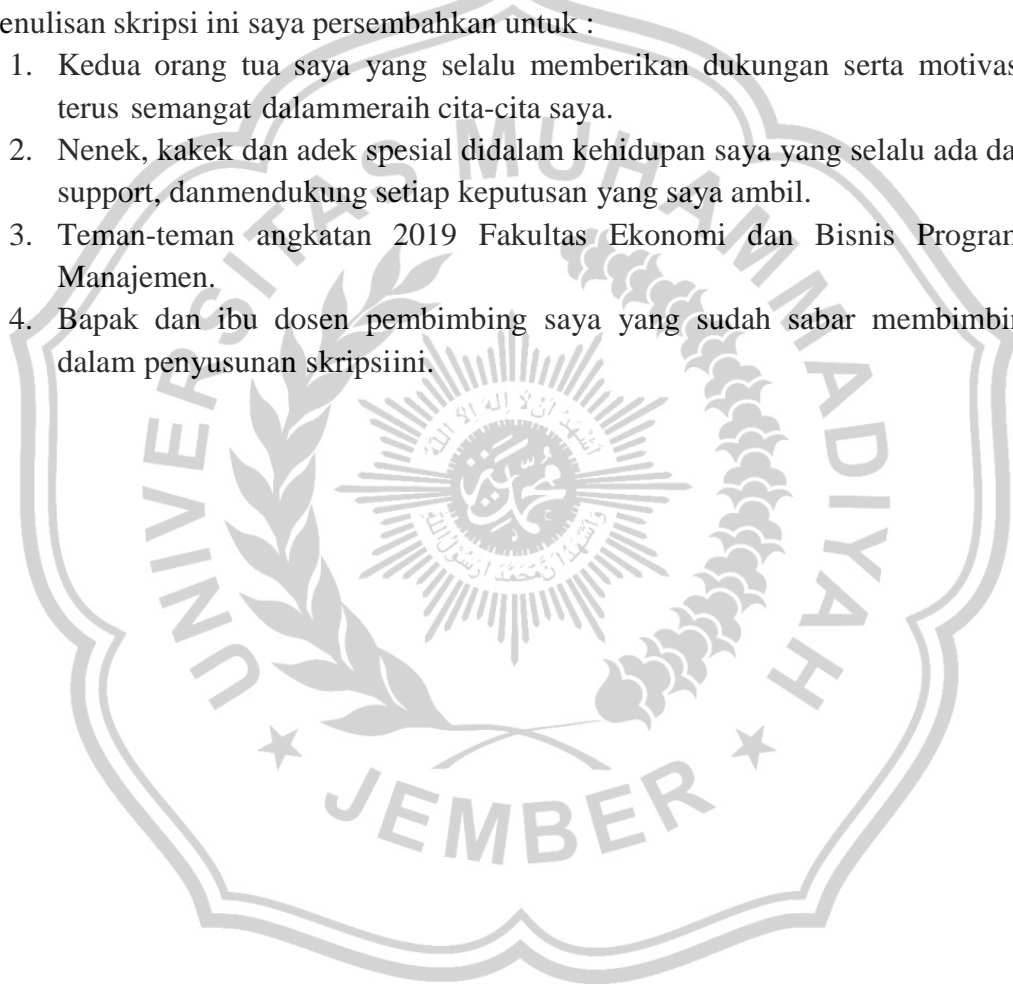 enulisan skripsi ini saya persembahkan untuk :
1. Kedua orang tua saya yang selalu memberikan dukungan serta motivas
terus semangat dalammeraih cita-cita saya.
2. Nenek, kakek dan adek spesial didalam kehidupan saya yang selalu ada da
support, danmendukung setiap keputusan yang saya ambil.
3. Teman-teman angkatan 2019 Fakultas Ekonomi dan Bisnis Program
Manajemen.
4. Bapak dan ibu dosen pembimbing saya yang sudah sabar membimbin
dalam penyusunan skripsiini.
UNIVERSITAS MUHAMMADIYAH
JEMBER